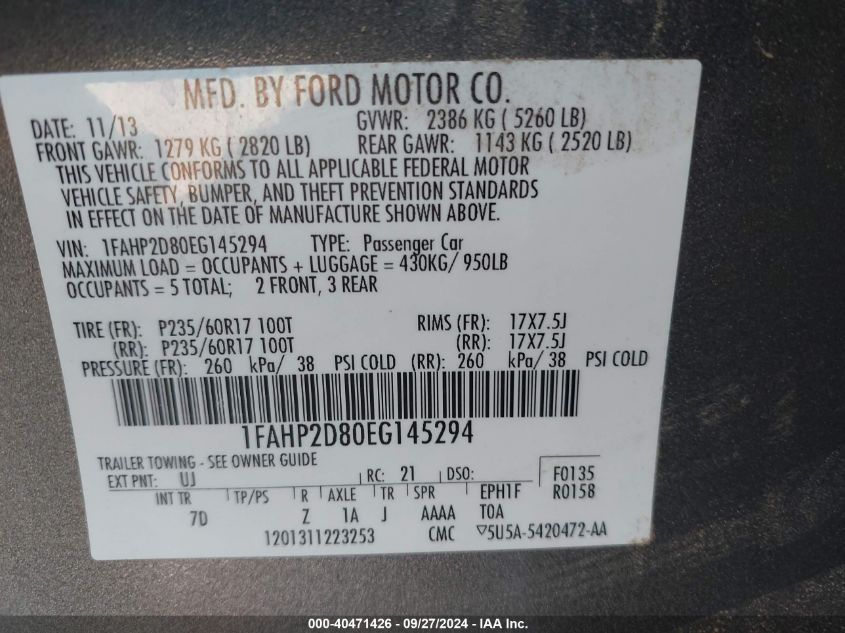 MFD. BY FORD MOTOR CO.
DATE: 11/13 GVWR: 2386 KG ( 5260 LB)
FRONT GAWR: 1279 KG ( 2820 LB) REAR GAWR: 1143 KG ( 2520 LB)
THIS VEHICLE CONFORMS TO ALL APPLICABLE FEDERAL MOTOR
VEHICLE SAFETY, BUMPER, AND THEFT PREVENTION STANDARDS
IN EFFECT ON THE DATE OF MANUFACTURE SHOWN ABOVE.
VIN: 1FAHP2D80EG145294 TYPE: Passenger Car
MAXIMUM LOAD = OCCUPANTS + LUGGAGE = 430KG/ 950LB
OCCUPANTS = 5 TOTAL; 2 FRONT, 3 REAR
TIRE (FR): P235/60R17 100T RIMS (FR): 17X7.5J
(RR): P235/60R17 100T (RR): 17X7.5J
PRESSURE (FR): 260 kPa/ 38 PSI COLD (RR): 260 kPa/ 38 PSI COLD
1FAHP2D80EG145294
TRAILER TOWING - SEE OWNER GUIDE
EXT PNT: UJ RC: 21 DSO: F0135
INT TR TP/PS R AXLE TR SPR EPH1F R0158
7D Z 1A J AAAA TOA
1201311223253 CMC ▽5U5A-5420472-AA
000-40471426 - 09/27/2024 - IAA Inc.